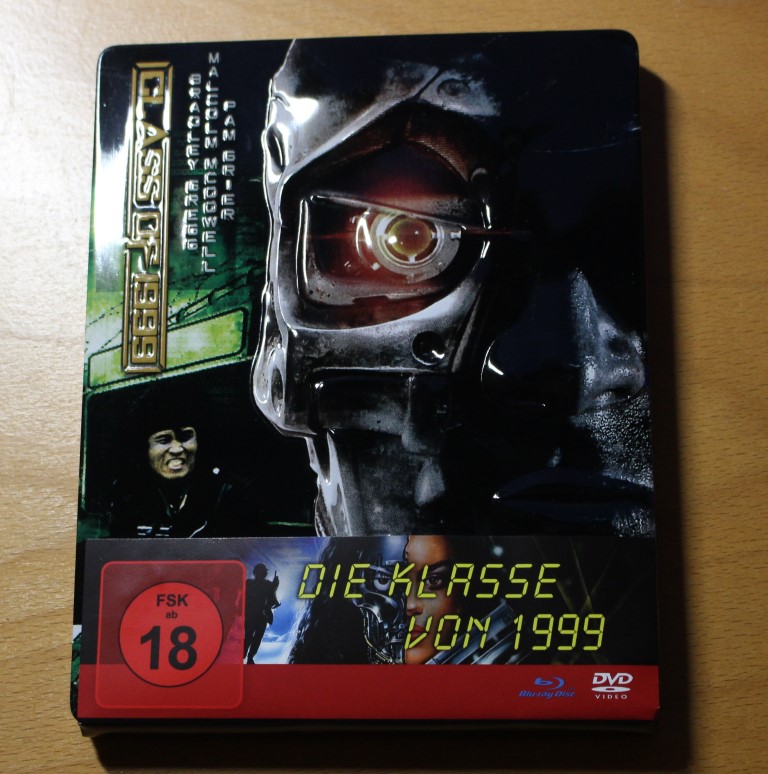 CLASS OF 1999
BRADLEY GREGG
MALCOLM MCDOWELL
PAM GRIER
FSK
ab
18
DIE KLASSE
VON 1999
Blu-ray Disc
DVD
VIDEO